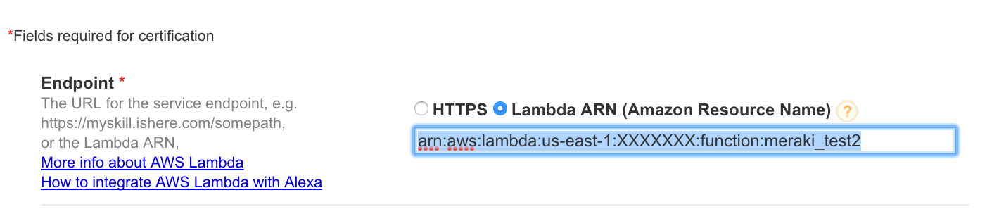 *Fields required for certification
Endpoint *
The URL for the service endpoint, e.g.
https://myskill.ishere.com/somepath,
or the Lambda ARN,
More info about AWS Lambda
How to integrate AWS Lambda with Alexa
HTTPS Lambda ARN (Amazon Resource Name) ?
arn:aws:lambda:us-east-1:XXXXXXX:function:meraki_test2